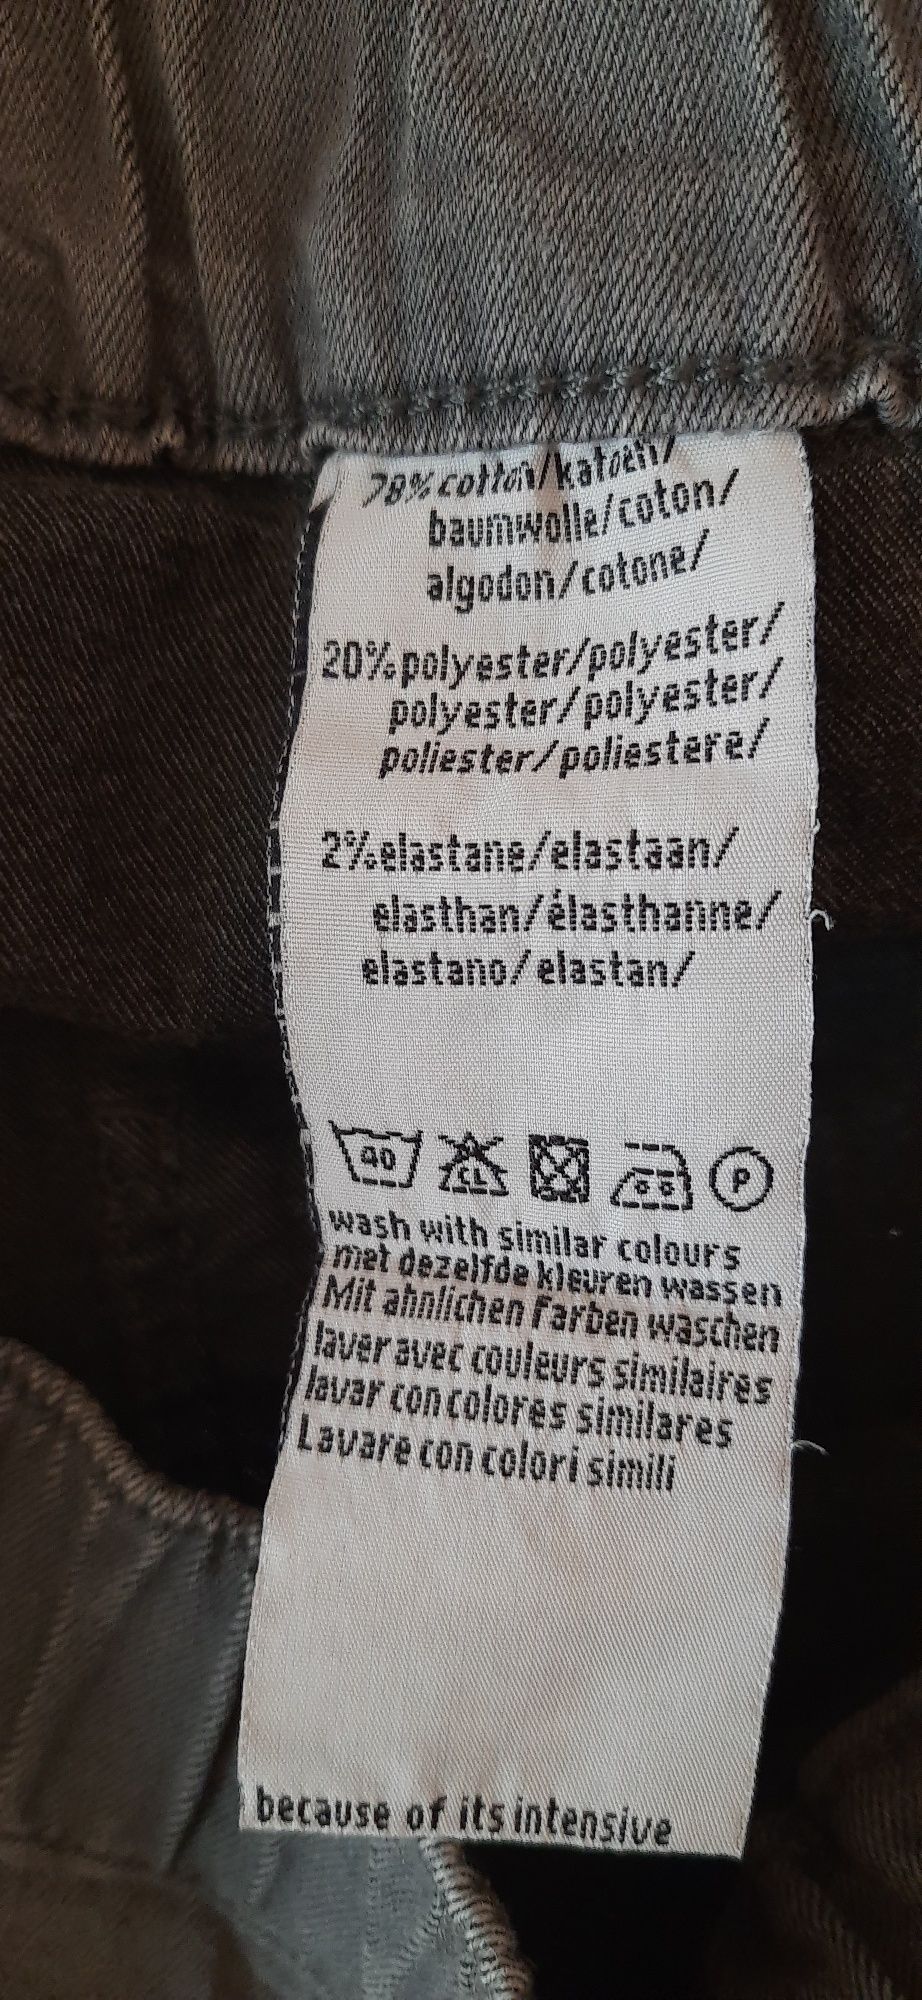 78% cotton/katoen/
baumwolle/coton/
algodon/cotone/
20% polyester/polyester/
polyester/polyester/
poliester/poliestere/
2% elastane/elastaan/
elasthan/élasthanne/
elastano/elastan/
40 CL P
wash with similar colours
met dezelfde kleuren wassen
Mit ahnlichen Farben waschen
laver avec couleurs similaires
lavar con colores similares
Lavare con colori simili
because of its intensive